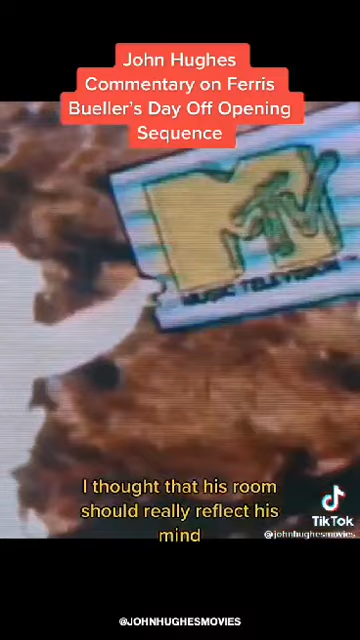 John Hughes
Commentary on Ferris
Bueller's Day Off Opening
Sequence
MTV
MUSIC TELEVISION
I thought that his room
should really reflect his
mind
TikTok
@johnhughesmovies
@JOHNHUGHESMOVIES